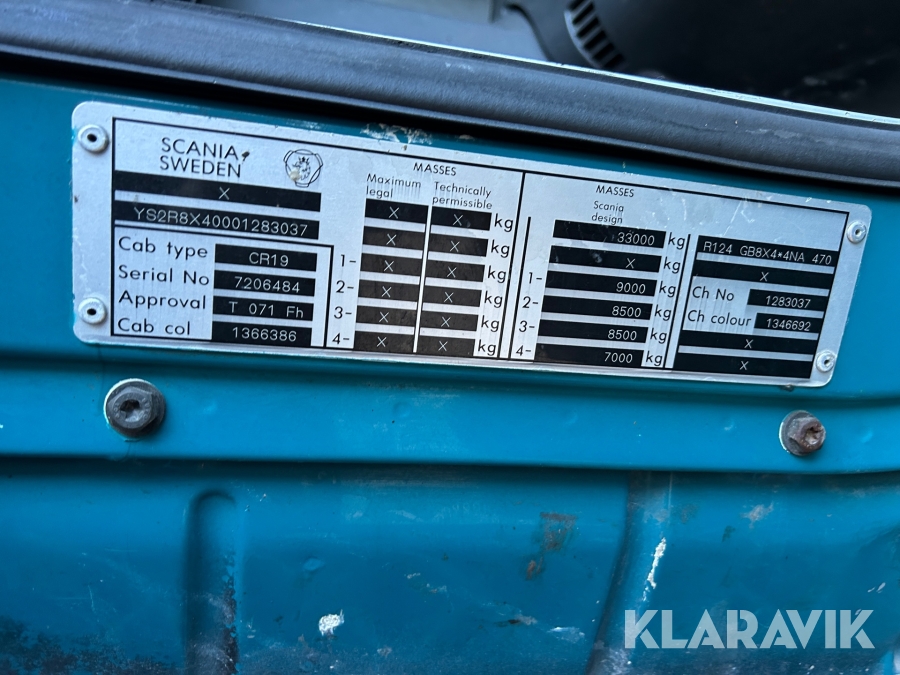 SCANIA
SWEDEN
X
YS2R8X40001283037
Cab type CR19
Serial No 7206484
Approval T 071 Fh
Cab col 1366386
MASSES
Maximum legal
Technically permissible
X X kg
X X kg
1- X X kg
2- X X kg
3- X X kg
4- X X kg
MASSES
Scania design
33000 kg
X kg
1- 9000 kg
2- 8500 kg
3- 8500 kg
4- 7000 kg
R124 GB8X4*4NA 470
X
Ch No 1283037
Ch colour 1346692
X
X
KLARAVIK